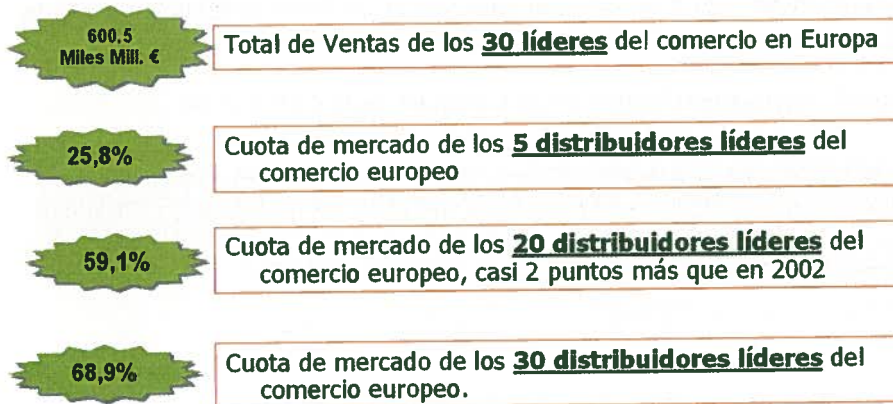 600,5
Miles Mill. €
Total de Ventas de los 30 líderes del comercio en Europa
25,8%
Cuota de mercado de los 5 distribuidores líderes del
comercio europeo
59,1%
Cuota de mercado de los 20 distribuidores líderes del
comercio europeo, casi 2 puntos más que en 2002
68,9%
Cuota de mercado de los 30 distribuidores líderes del
comercio europeo.